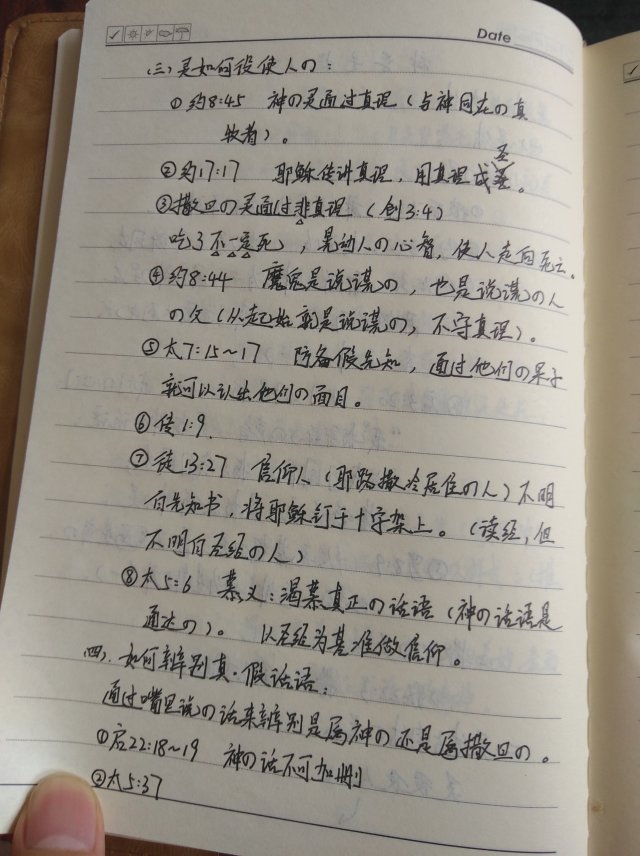 Date
(三) 灵如何役使人の:
① 约8:45 神の灵通过真理(与神同在の真
牧者)。
② 约17:17 耶稣传讲真理, 用真理成圣。
③ 撒旦の灵通过非真理 (创3:4)
吃了不一定死), 晃动人の心智, 使人走向死亡。
④ 约8:44 魔鬼是说谎の, 也是说谎の人
の父(从起始就是说谎の, 不守真理)。
⑤ 太7:15~17 防备假先知, 通过他们の果子
就可以认出他们の面目。
⑥ 传1:9.
⑦ 徒13:27 信仰人(耶路撒冷居住の人)不明
白先知书, 将耶稣钉于十字架上。(读经, 但
不明白圣经の人)
⑧ 太5:6 慕义: 渴慕真正の话语(神の话语是
通达の)。 以圣经为基准做信仰。
四. 如何辨别真·假话语:
通过嘴里说の话来辨别是属神の还是属撒旦の。
① 启22:18~19 神の话不可加删
② 太5:37